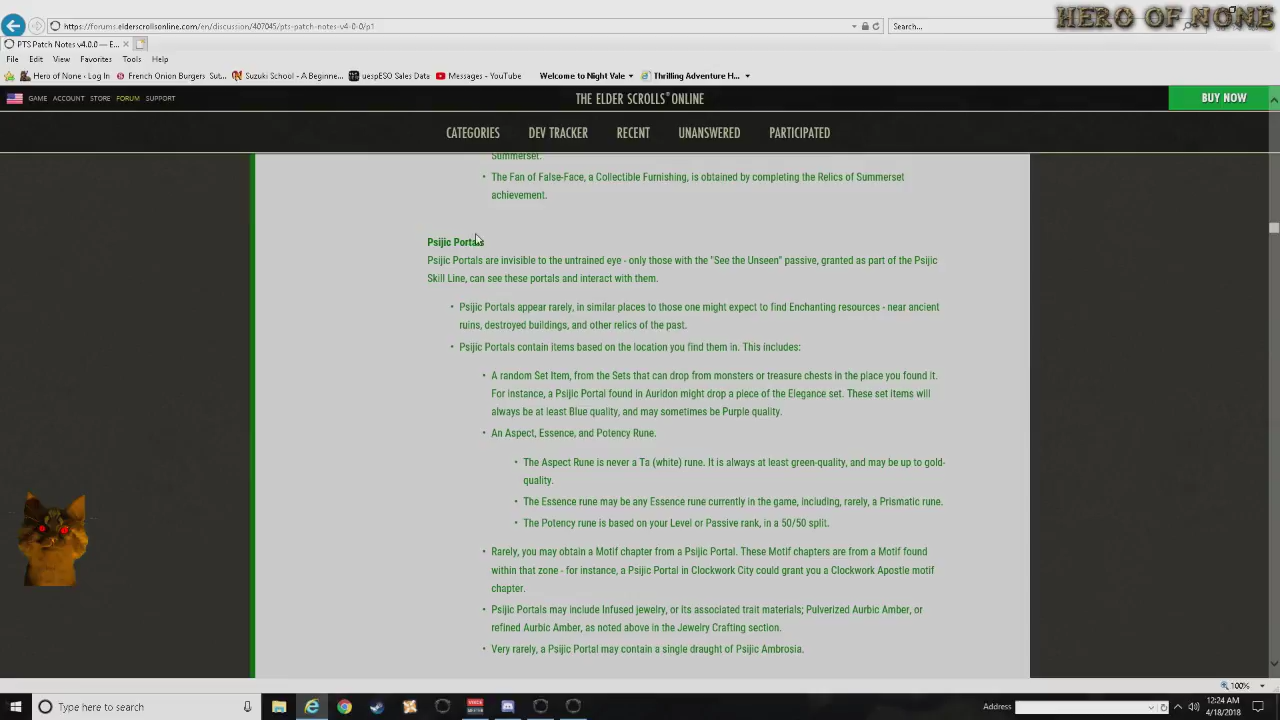 HERO OF NONE
https://forums.elderscrollsonline.com/en/discussion/407045/pts-patch-notes-v4-0-0/p1
Search...
PTS Patch Notes v4.0.0 — E...
File Edit View Favorites Tools Help
Hero of None - Log In French Onion Burgers Sut... Suzuki School - A Beginne... uespESO Sales Data Messages - YouTube Welcome to Night Vale Thrilling Adventure H...
GAME ACCOUNT STORE FORUM SUPPORT
THE ELDER SCROLLS ONLINE
BUY NOW
CATEGORIES DEV TRACKER RECENT UNANSWERED PARTICIPATED
Summerset.
• The Fan of False-Face, a Collectible Furnishing, is obtained by completing the Relics of Summerset
achievement.
Psijic Portals
Psijic Portals are invisible to the untrained eye - only those with the "See the Unseen" passive, granted as part of the Psijic
Skill Line, can see these portals and interact with them.
• Psijic Portals appear rarely, in similar places to those one might expect to find Enchanting resources - near ancient
ruins, destroyed buildings, and other relics of the past.
• Psijic Portals contain items based on the location you find them in. This includes:
• A random Set Item, from the Sets that can drop from monsters or treasure chests in the place you found it.
For instance, a Psijic Portal found in Auridon might drop a piece of the Elegance set. These set items will
always be at least Blue quality, and may sometimes be Purple quality.
• An Aspect, Essence, and Potency Rune.
• The Aspect Rune is never a Ta (white) rune. It is always at least green-quality, and may be up to gold-
quality.
• The Essence rune may be any Essence rune currently in the game, including, rarely, a Prismatic rune.
• The Potency rune is based on your Level or Passive rank, in a 50/50 split.
• Rarely, you may obtain a Motif chapter from a Psijic Portal. These Motif chapters are from a Motif found
within that zone - for instance, a Psijic Portal in Clockwork City could grant you a Clockwork Apostle motif
chapter.
• Psijic Portals may include Infused jewelry, or its associated trait materials; Pulverized Aurbic Amber, or
refined Aurbic Amber, as noted above in the Jewelry Crafting section.
• Very rarely, a Psijic Portal may contain a single draught of Psijic Ambrosia.
100%
Type here to search
Address
12:24 AM
4/18/2018